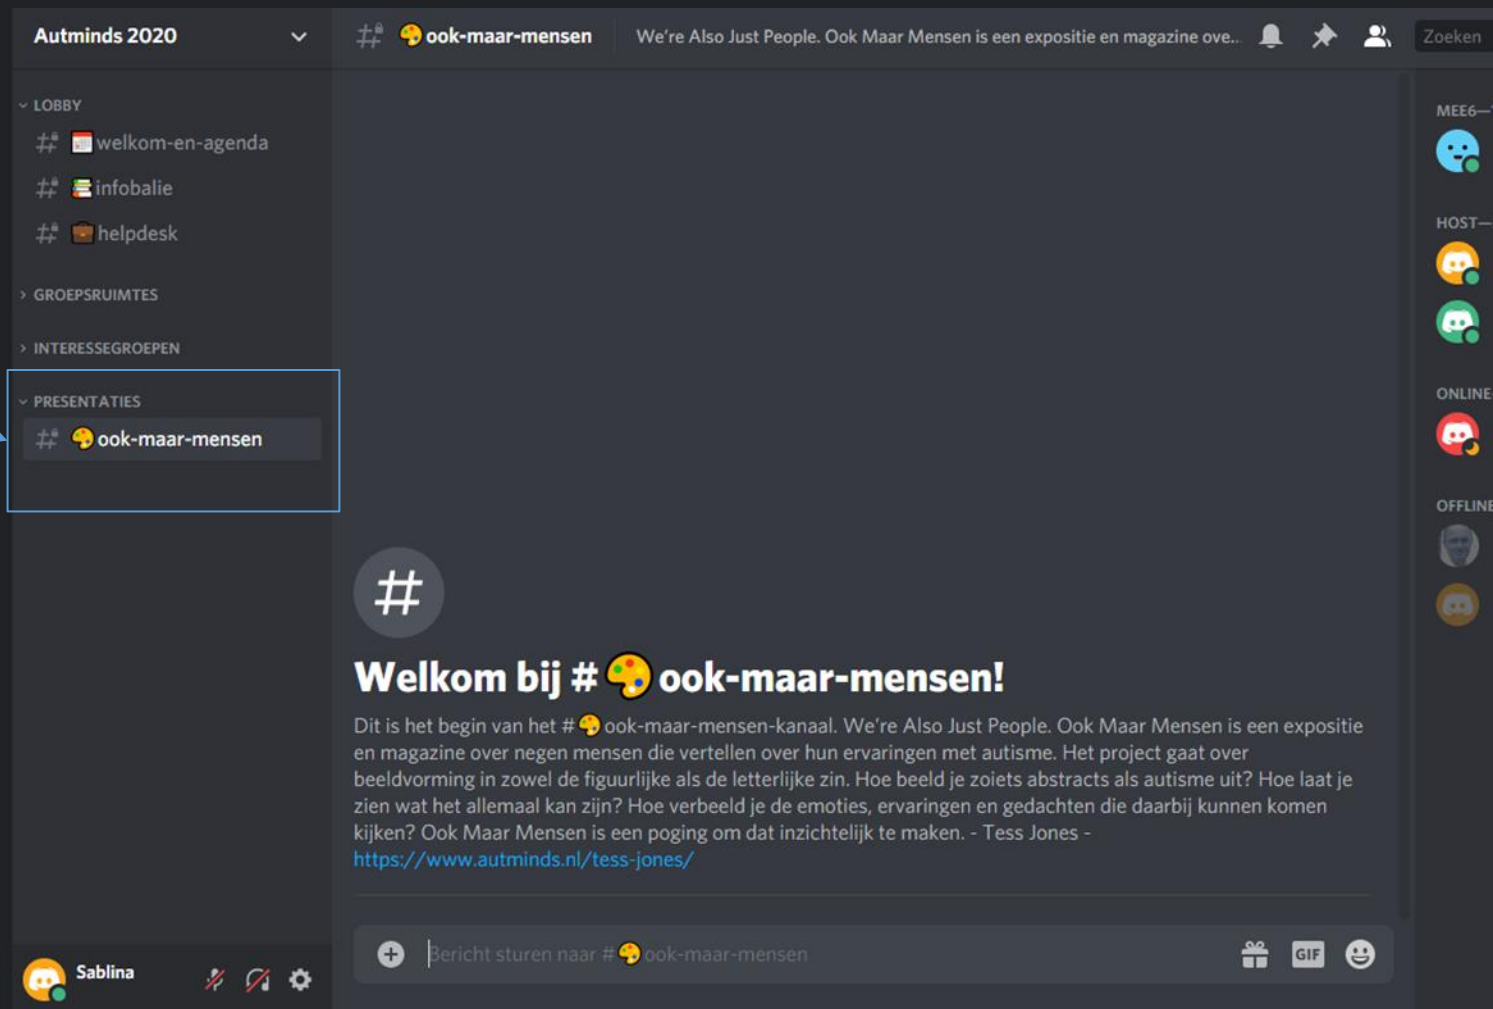 Autminds 2020
LOBBY
welkom-en-agenda
infobalie
helpdesk
GROEPSRUIMTES
INTERESSEGROEPEN
PRESENTATIES
ook-maar-mensen
Sablina
ook-maar-mensen
We're Also Just People. Ook Maar Mensen is een expositie en magazine ove...
Zoeken
Welkom bij # ook-maar-mensen!
Dit is het begin van het # ook-maar-mensen-kanaal. We're Also Just People. Ook Maar Mensen is een expositie
en magazine over negen mensen die vertellen over hun ervaringen met autisme. Het project gaat over
beeldvorming in zowel de figuurlijke als de letterlijke zin. Hoe beeld je zoiets abstracts als autisme uit? Hoe laat je
zien wat het allemaal kan zijn? Hoe verbeeld je de emoties, ervaringen en gedachten die daarbij kunnen komen
kijken? Ook Maar Mensen is een poging om dat inzichtelijk te maken. - Tess Jones -
https://www.autminds.nl/tess-jones/
Bericht sturen naar # ook-maar-mensen
GIF
MEE6—
HOST—
ONLINE
OFFLINE